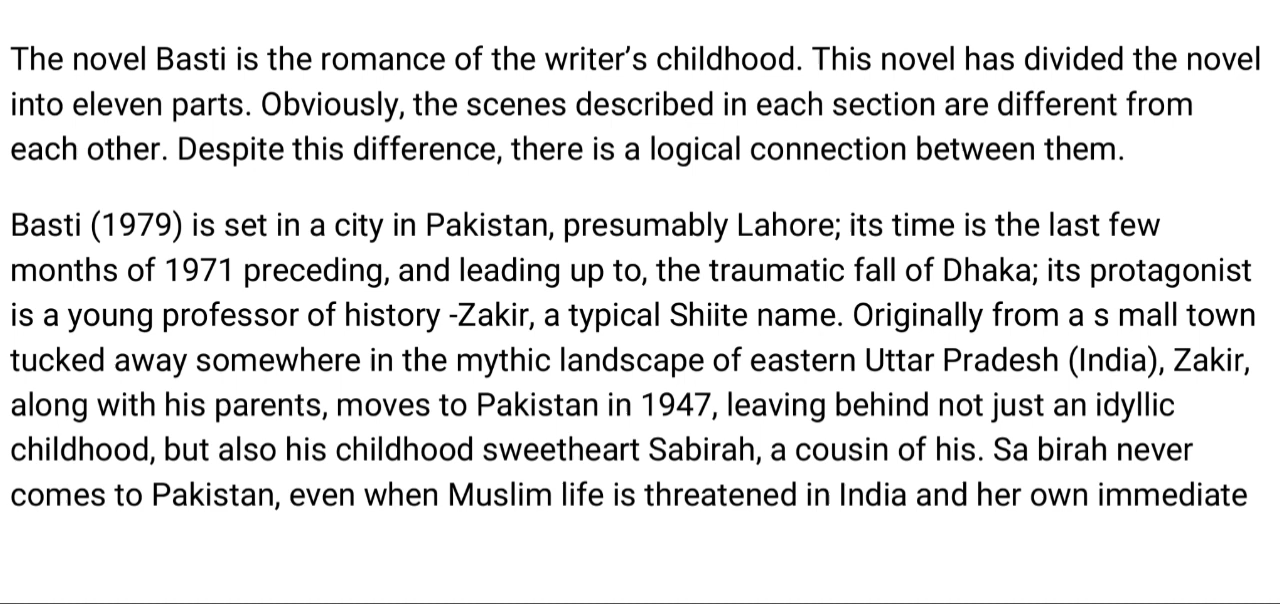 The novel Basti is the romance of the writer’s childhood. This novel has divided the novel
into eleven parts. Obviously, the scenes described in each section are different from
each other. Despite this difference, there is a logical connection between them.
Basti (1979) is set in a city in Pakistan, presumably Lahore; its time is the last few
months of 1971 preceding, and leading up to, the traumatic fall of Dhaka; its protagonist
is a young professor of history -Zakir, a typical Shiite name. Originally from a s mall town
tucked away somewhere in the mythic landscape of eastern Uttar Pradesh (India), Zakir,
along with his parents, moves to Pakistan in 1947, leaving behind not just an idyllic
childhood, but also his childhood sweetheart Sabirah, a cousin of his. Sa birah never
comes to Pakistan, even when Muslim life is threatened in India and her own immediate